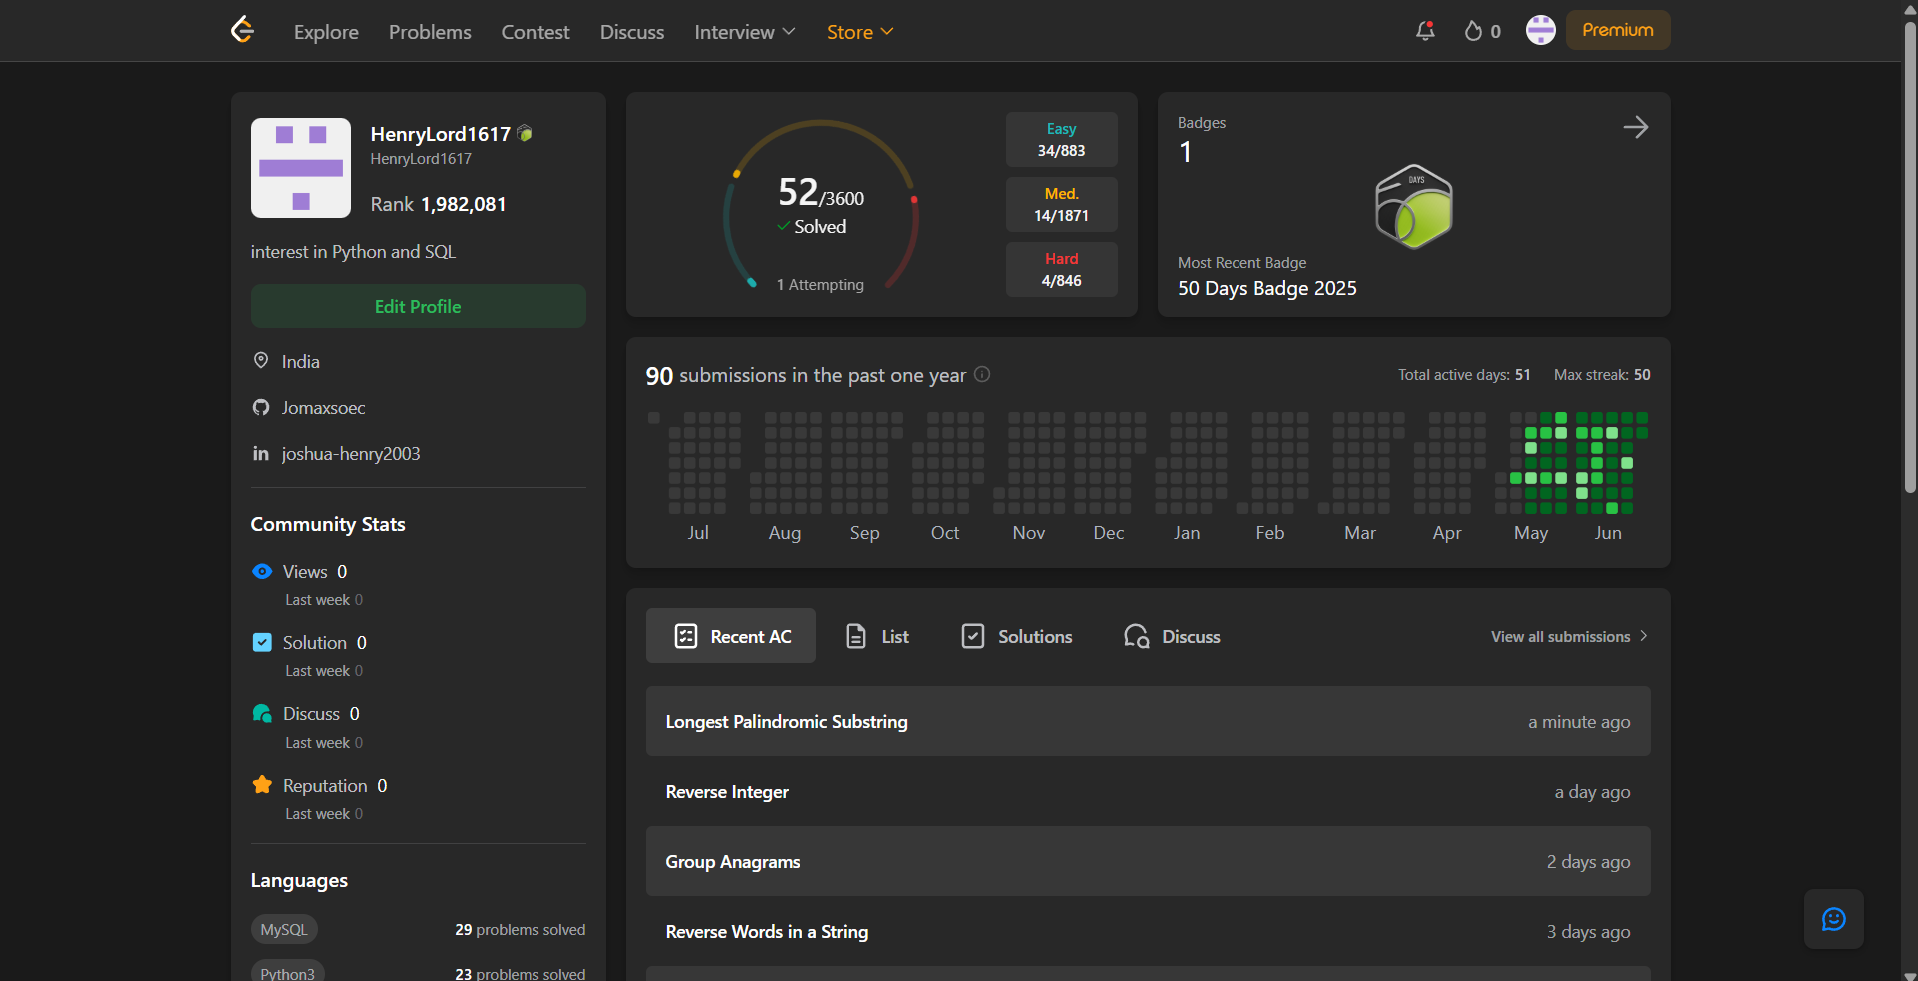 Explore Problems Contest Discuss Interview Store 0 Premium
HenryLord1617
HenryLord1617
Rank 1,982,081
interest in Python and SQL
Edit Profile
India
Jomaxsoec
joshua-henry2003
Community Stats
Views 0
Last week 0
Solution 0
Last week 0
Discuss 0
Last week 0
Reputation 0
Last week 0
Languages
MySQL 29 problems solved
Python3 23 problems solved
52/3600
Solved
1 Attempting
Easy
34/883
Med.
14/1871
Hard
4/846
Badges
1
DAYS
Most Recent Badge
50 Days Badge 2025
90 submissions in the past one year Total active days: 51 Max streak: 50
Jul Aug Sep Oct Nov Dec Jan Feb Mar Apr May Jun
Recent AC List Solutions Discuss View all submissions
Longest Palindromic Substring a minute ago
Reverse Integer a day ago
Group Anagrams 2 days ago
Reverse Words in a String 3 days ago